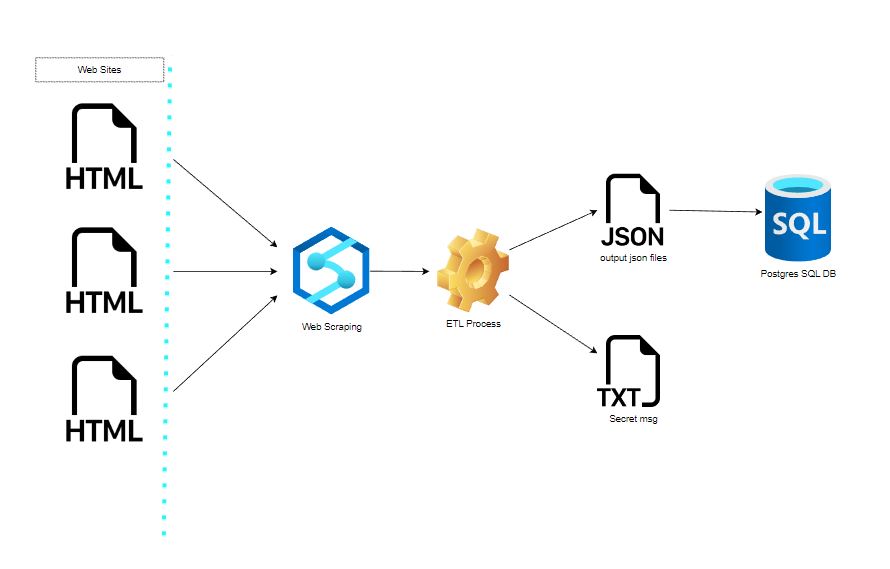 Web Sites
HTML
HTML
HTML
Web Scraping
ETL Process
JSON
output json files
TXT
Secret msg
SQL
Postgres SQL DB